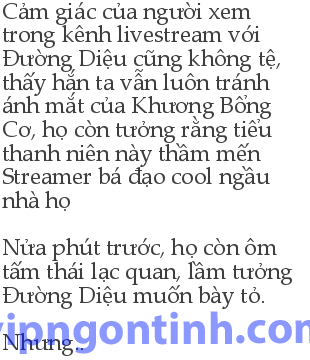 Cảm giác của người xem
trong kênh livestream với
Đường Diệu cũng không tệ,
thấy hắn ta vẫn luôn tránh
ánh mắt của Khương Bổng
Cơ, họ còn tưởng rằng tiểu
thanh niên này thầm mến
Streamer bá đạo cool ngầu
nhà họ
Nửa phút trước, họ còn ôm
tấm thái lạc quan, lầm tưởng
Đường Diệu muốn bày tỏ.
vipngontinh.com
Nhưng..